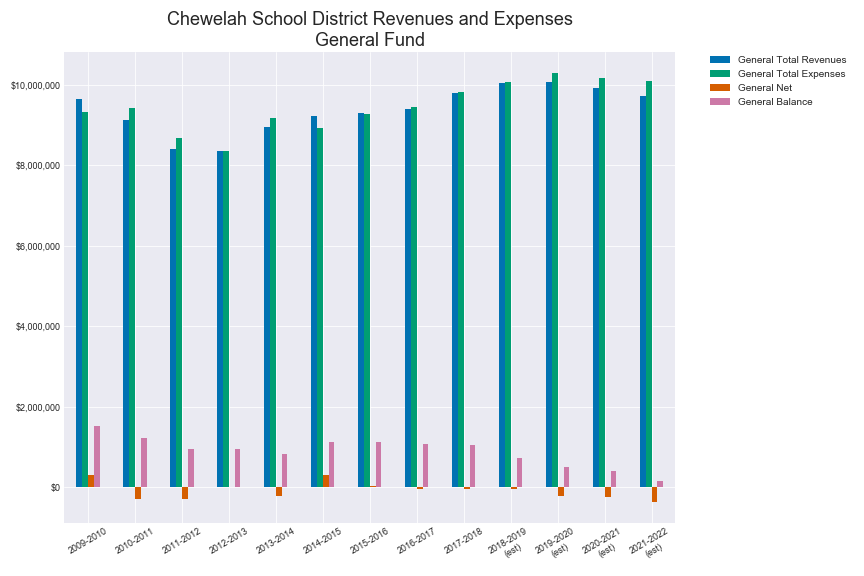 Chewelah School District Revenues and Expenses
General Fund
General Total Revenues
General Total Expenses
General Net
General Balance
$10,000,000
$8,000,000
$6,000,000
$4,000,000
$2,000,000
$0
2009-2010
2010-2011
2011-2012
2012-2013
2013-2014
2014-2015
2015-2016
2016-2017
2017-2018
2018-2019
(est)
2019-2020
(est)
2020-2021
(est)
2021-2022
(est)